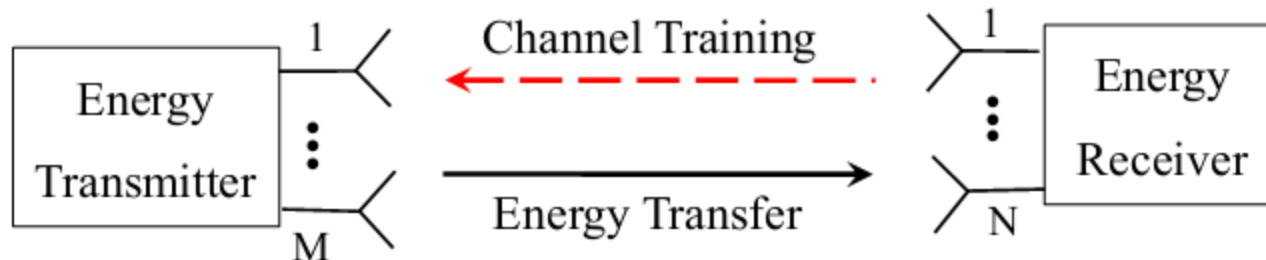 1
Energy
Transmitter
M
Channel Training
Energy Transfer
1
Energy
Receiver
N